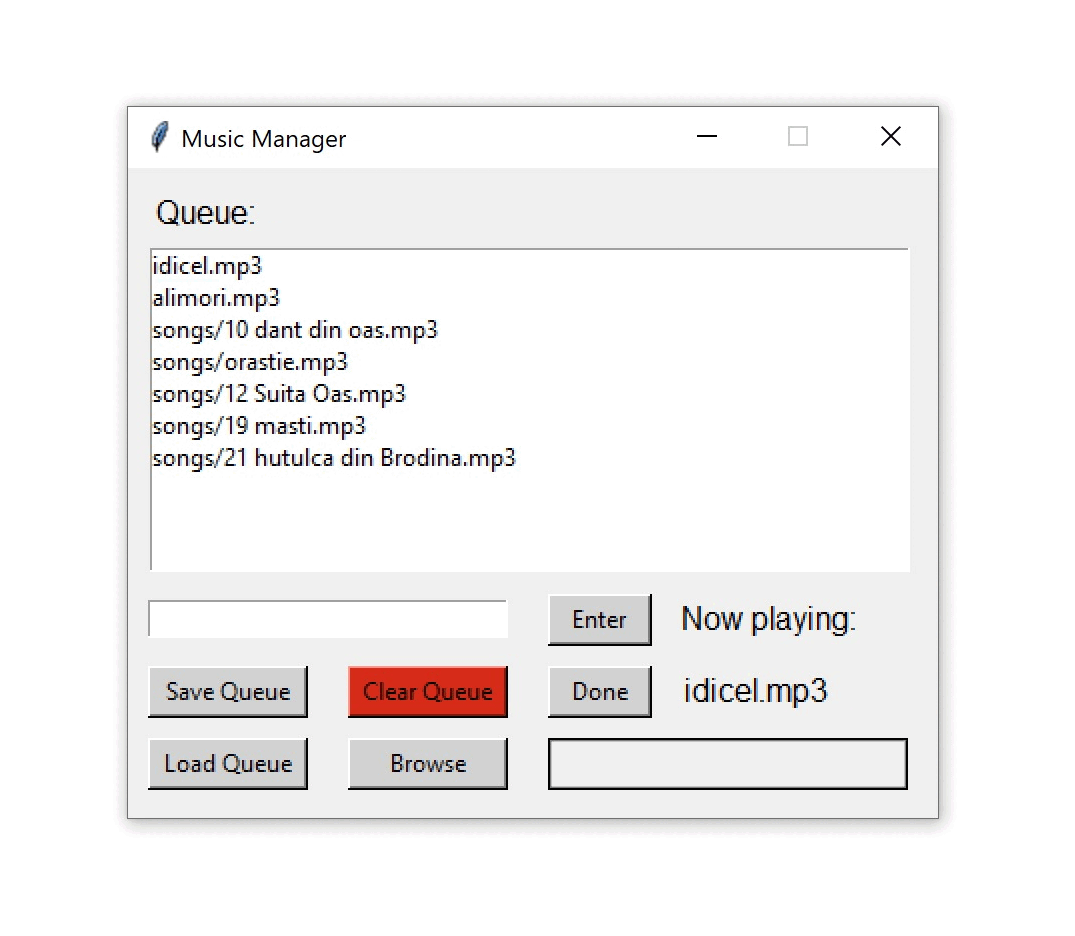 Music Manager
Queue:
idicel.mp3
alimori.mp3
songs/10 dant din oas.mp3
songs/orastie.mp3
songs/12 Suita Oas.mp3
songs/19 masti.mp3
songs/21 hutulca din Brodina.mp3
Enter Now playing:
Save Queue Clear Queue Done idicel.mp3
Load Queue Browse